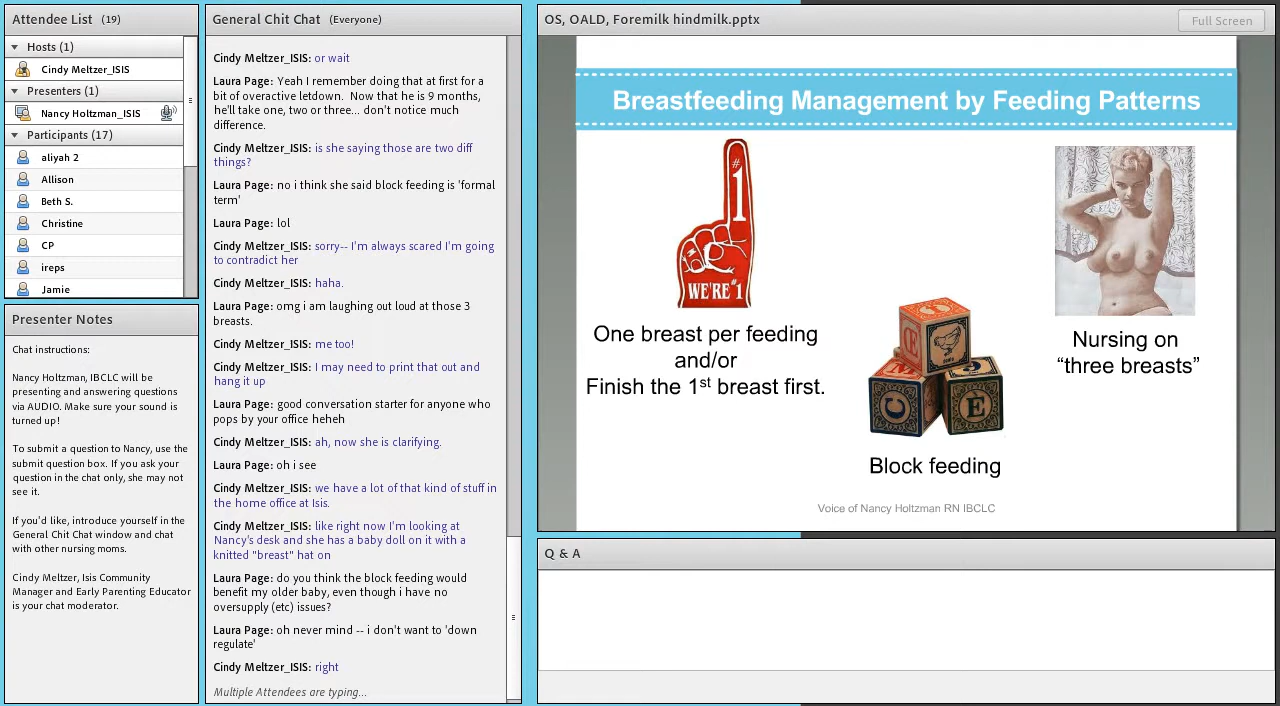 Attendee List (19)
Hosts (1)
Cindy Meltzer_ISIS
Presenters (1)
Nancy Holtzman_ISIS
Participants (17)
aliyah 2
Allison
Beth S.
Christine
CP
ireps
Jamie
Presenter Notes
Chat instructions:
Nancy Holtzman, IBCLC will be
presenting and answering questions
via AUDIO. Make sure your sound is
turned up!
To submit a question to Nancy, use the
submit question box. If you ask your
question in the chat only, she may not
see it.
If you'd like, introduce yourself in the
General Chit Chat window and chat
with other nursing moms.
Cindy Meltzer, Isis Community
Manager and Early Parenting Educator
is your chat moderator.
General Chit Chat (Everyone)
Cindy Meltzer_ISIS: or wait
Laura Page: Yeah I remember doing that at first for a
bit of overactive letdown. Now that he is 9 months,
he'll take one, two or three... don't notice much
difference.
Cindy Meltzer_ISIS: is she saying those are two diff
things?
Laura Page: no i think she said block feeding is 'formal
term'
Laura Page: lol
Cindy Meltzer_ISIS: sorry-- I'm always scared I'm going
to contradict her
Cindy Meltzer_ISIS: haha.
Laura Page: omg i am laughing out loud at those 3
breasts.
Cindy Meltzer_ISIS: me too!
Cindy Meltzer_ISIS: I may need to print that out and
hang it up
Laura Page: good conversation starter for anyone who
pops by your office heheh
Cindy Meltzer_ISIS: ah, now she is clarifying.
Laura Page: oh i see
Cindy Meltzer_ISIS: we have a lot of that kind of stuff in
the home office at Isis.
Cindy Meltzer_ISIS: like right now I'm looking at
Nancy's desk and she has a baby doll on it with a
knitted "breast" hat on
Laura Page: do you think the block feeding would
benefit my older baby, even though i have no
oversupply (etc) issues?
Laura Page: oh never mind -- i don't want to 'down
regulate'
Cindy Meltzer_ISIS: right
Multiple Attendees are typing...
OS, OALD, Foremilk hindmilk.pptx
Full Screen
Breastfeeding Management by Feeding Patterns
#
1
WE'RE #1
One breast per feeding
and/or
Finish the 1st breast first.
C
E
Block feeding
Nursing on
“three breasts”
Voice of Nancy Holtzman RN IBCLC
Q & A